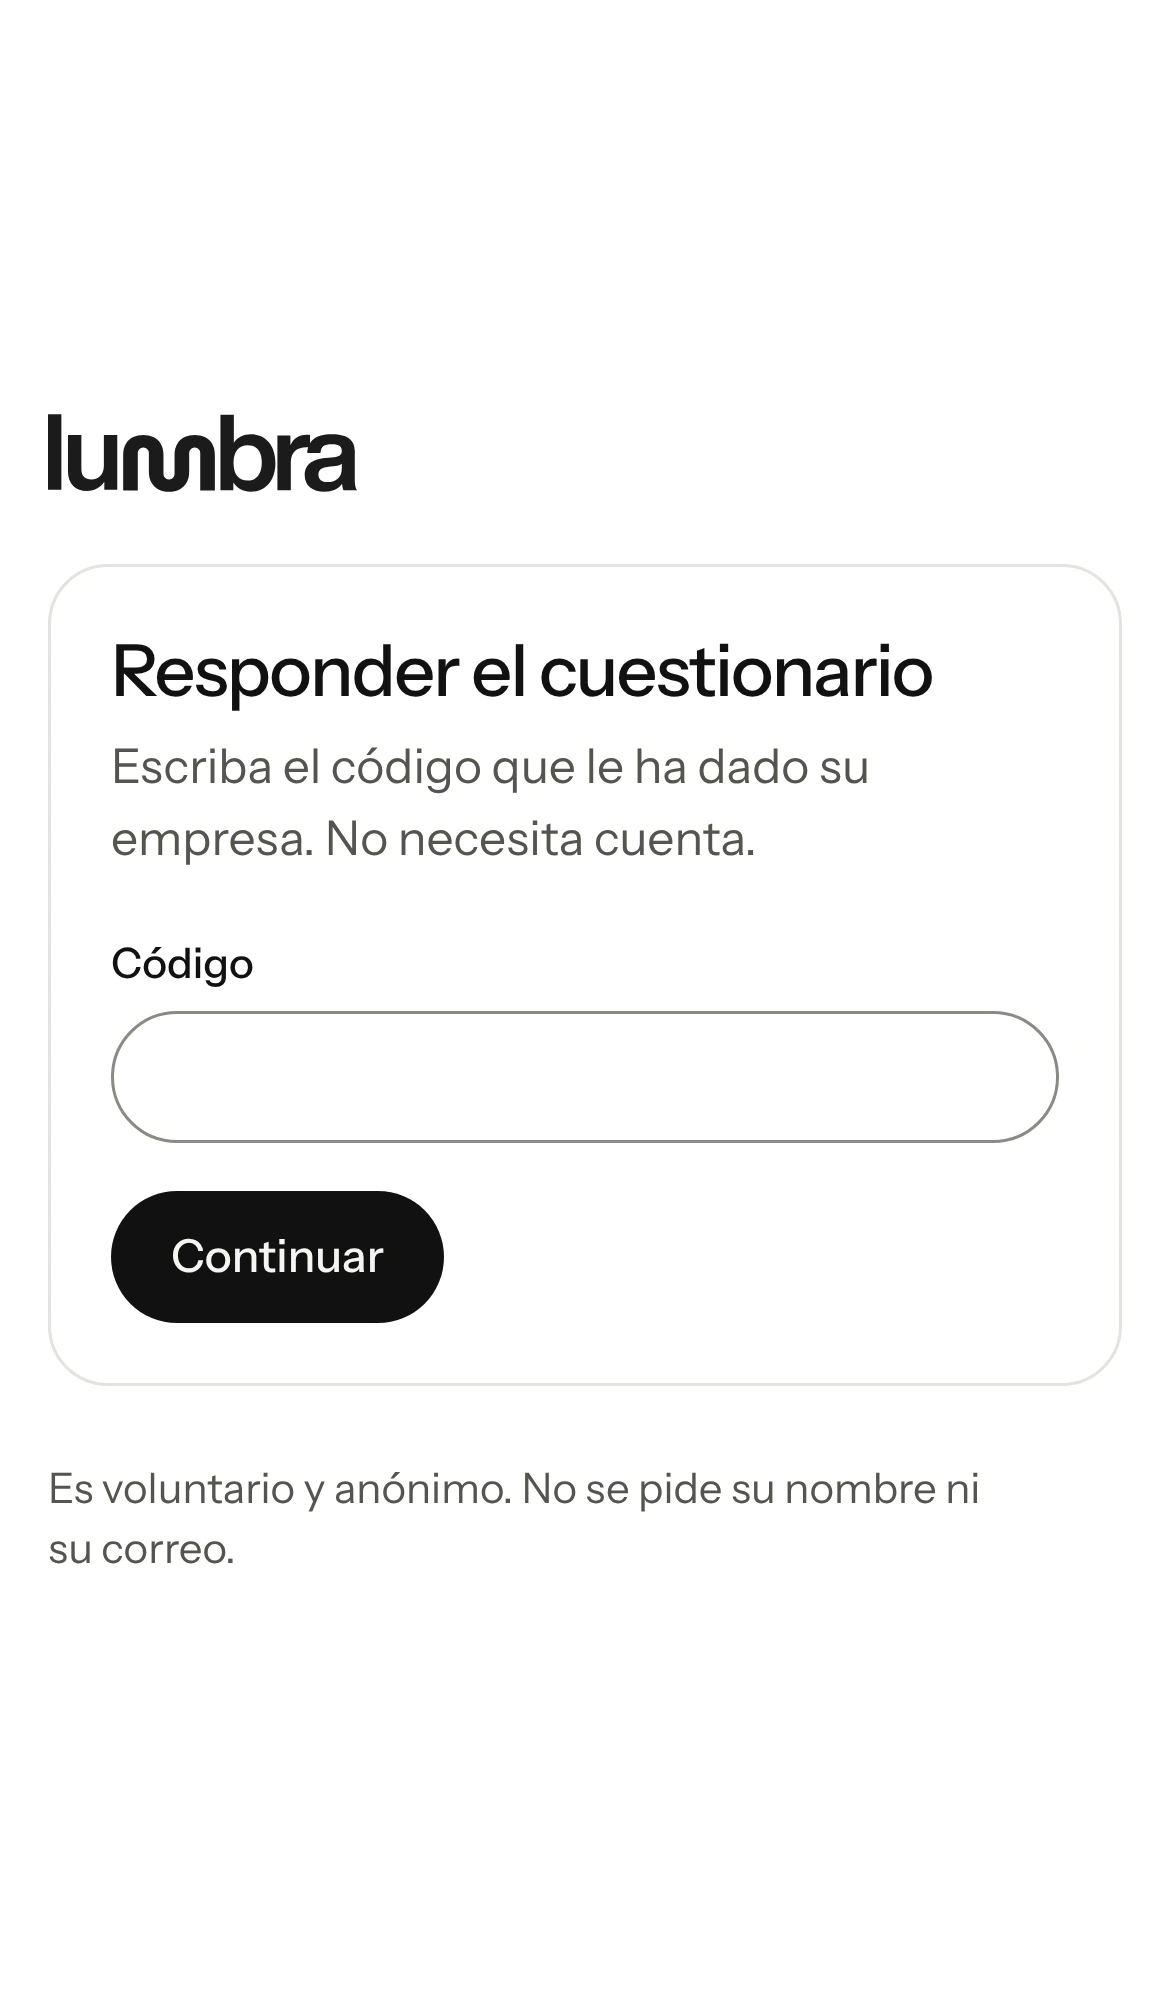 lumbra
Responder el cuestionario
Escriba el código que le ha dado su
empresa. No necesita cuenta.
Código
Continuar
Es voluntario y anónimo. No se pide su nombre ni
su correo.